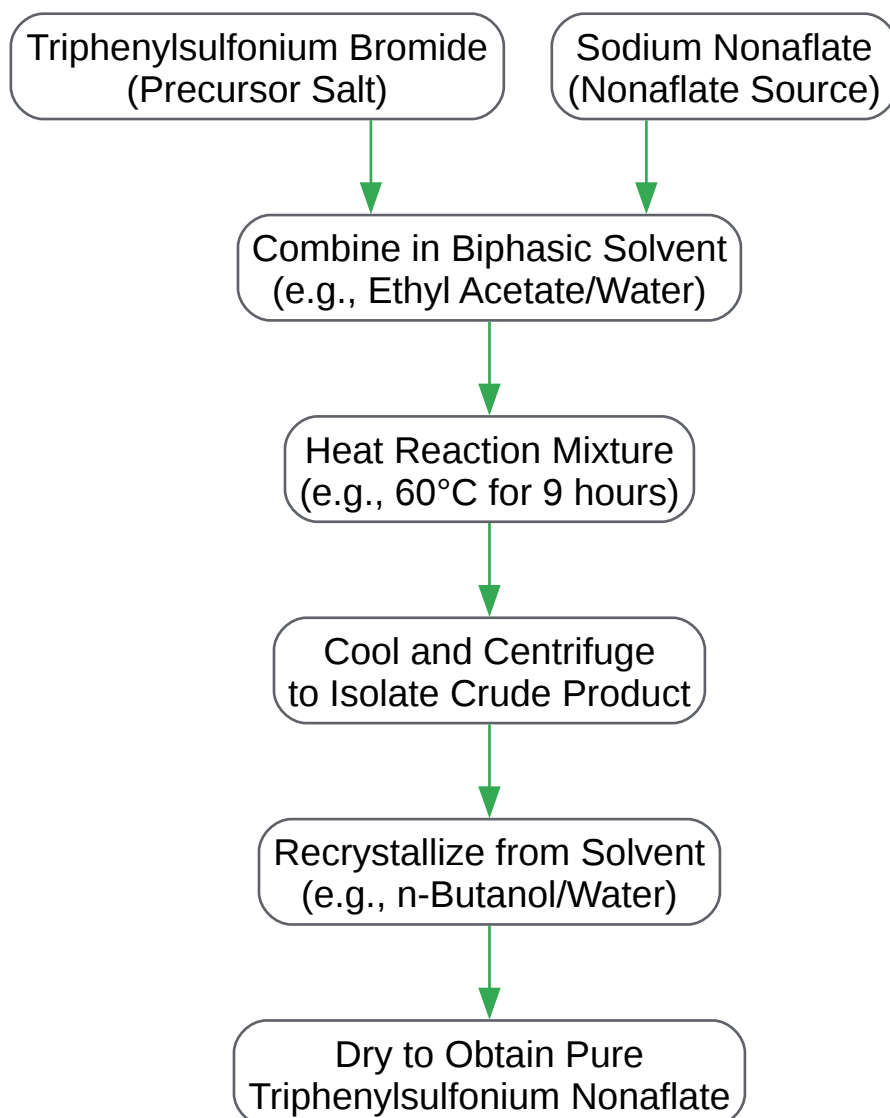 Triphenylsulfonium Bromide
(Precursor Salt)
Sodium Nonaflate
(Nonaflate Source)
Combine in Biphasic Solvent
(e.g., Ethyl Acetate/Water)
Heat Reaction Mixture
(e.g., 60°C for 9 hours)
Cool and Centrifuge
to Isolate Crude Product
Recrystallize from Solvent
(e.g., n-Butanol/Water)
Dry to Obtain Pure
Triphenylsulfonium Nonaflate